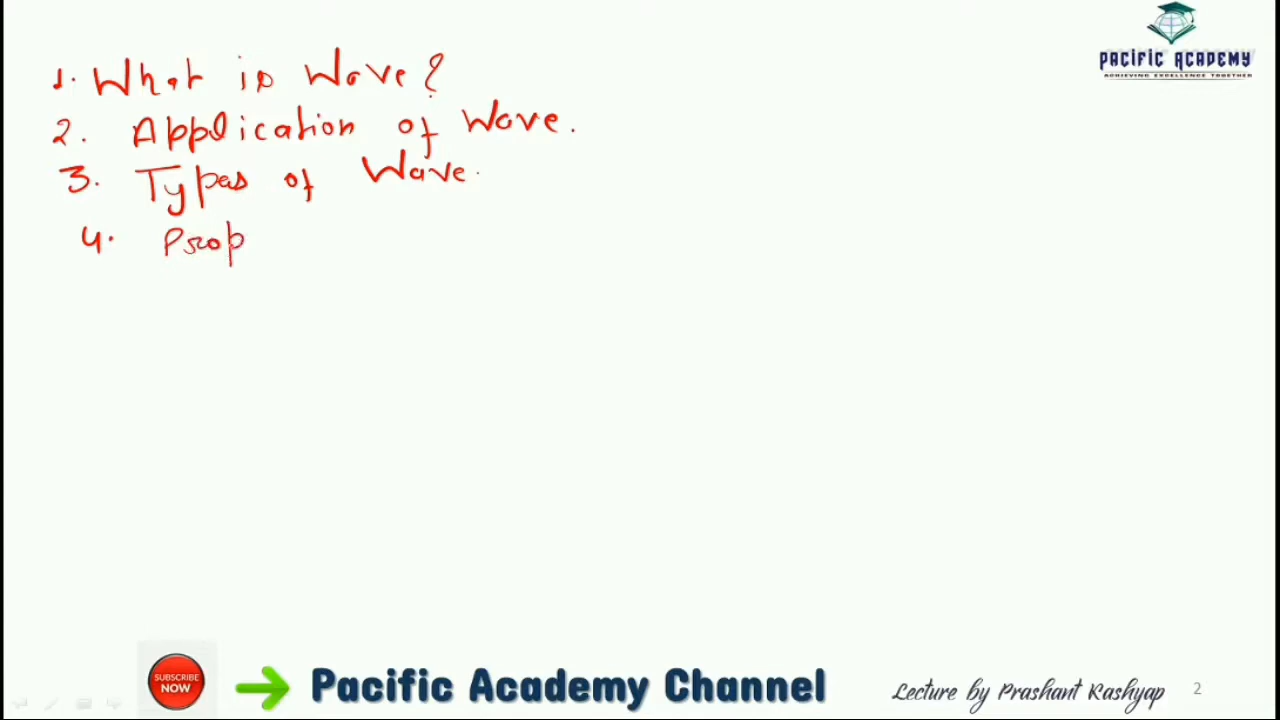 PACIFIC ACADEMY
ACHIEVING EXCELLENCE TOGETHER
1. What is Wave?
2. Application of Wave.
3. Types of Wave.
4. Prop
SUBSCRIBE
NOW
Pacific Academy Channel
Lecture by Prashant Kashyap
2